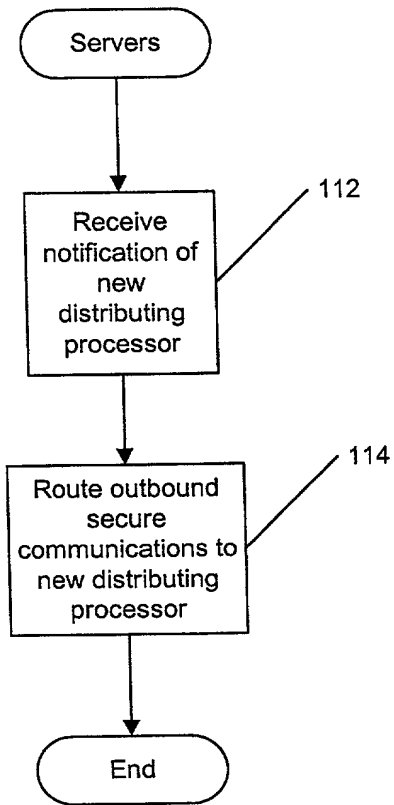 Servers
112
Receive
notification of
new
distributing
processor
114
Route outbound
secure
communications to
new distributing
processor
End